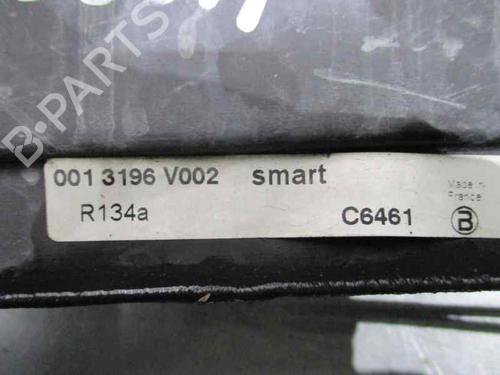 B-PARTS
001 3196 V002 smart
R134a
C6461
Made in
France
B